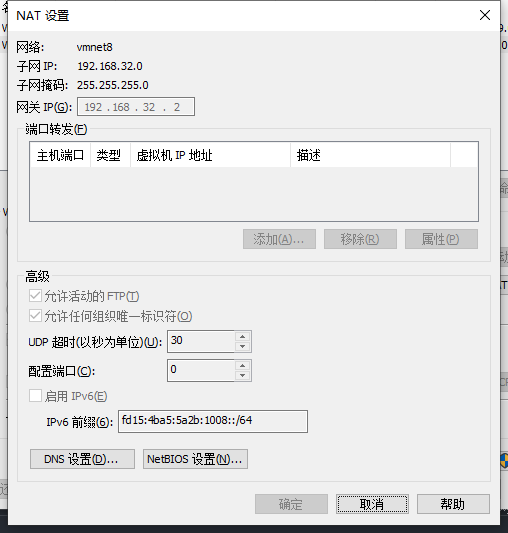 NAT 设置
网络: vmnet8
子网 IP: 192.168.32.0
子网掩码: 255.255.255.0
网关 IP(G): 192 . 168 . 32 . 2
端口转发(F)
主机端口 类型 虚拟机 IP 地址 描述
添加(A)... 移除(R) 属性(P)
高级
允许活动的 FTP(T)
允许任何组织唯一标识符(O)
UDP 超时(以秒为单位)(U): 30
配置端口(C): 0
启用 IPv6(E)
IPv6 前缀(6): fd15:4ba5:5a2b:1008::/64
DNS 设置(D)... NetBIOS 设置(N)...
确定 取消 帮助